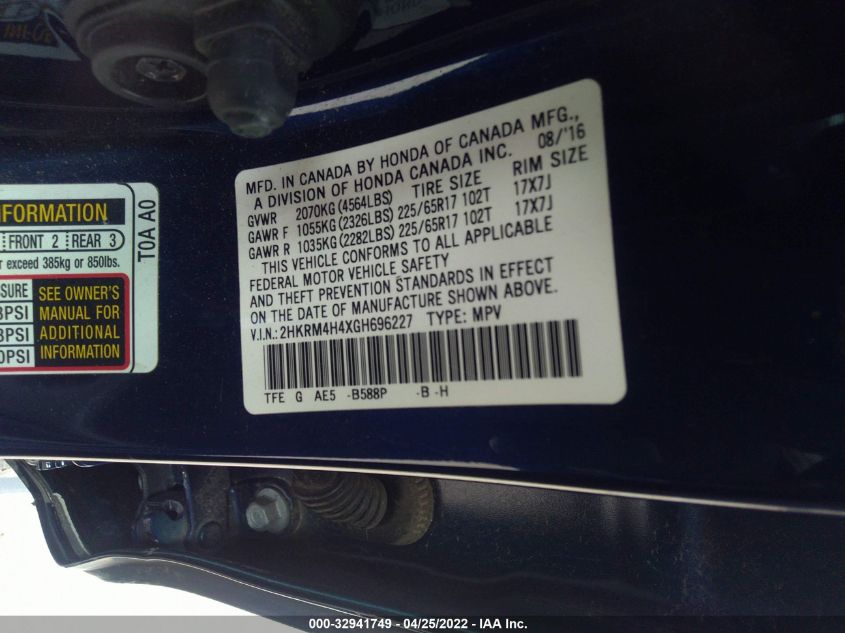 MFD. IN CANADA BY HONDA OF CANADA MFG.,
A DIVISION OF HONDA CANADA INC. 08/'16
GVWR 2070KG (4564LBS) TIRE SIZE RIM SIZE
GAWR F 1055KG (2326LBS) 225/65R17 102T 17X7J
GAWR R 1035KG (2282LBS) 225/65R17 102T 17X7J
THIS VEHICLE CONFORMS TO ALL APPLICABLE
FEDERAL MOTOR VEHICLE SAFETY
AND THEFT PREVENTION STANDARDS IN EFFECT
ON THE DATE OF MANUFACTURE SHOWN ABOVE.
V.I.N.: 2HKRM4H4XGH696227 TYPE: MPV
TFE G AE5 -B588P -B -H
FORMATION
FRONT 2 REAR 3
exceed 385kg or 850lbs.
SEE OWNER'S
MANUAL FOR
ADDITIONAL
INFORMATION
PSI
PSI
PSI
T0A A0
000-32941749 - 04/25/2022 - IAA Inc.